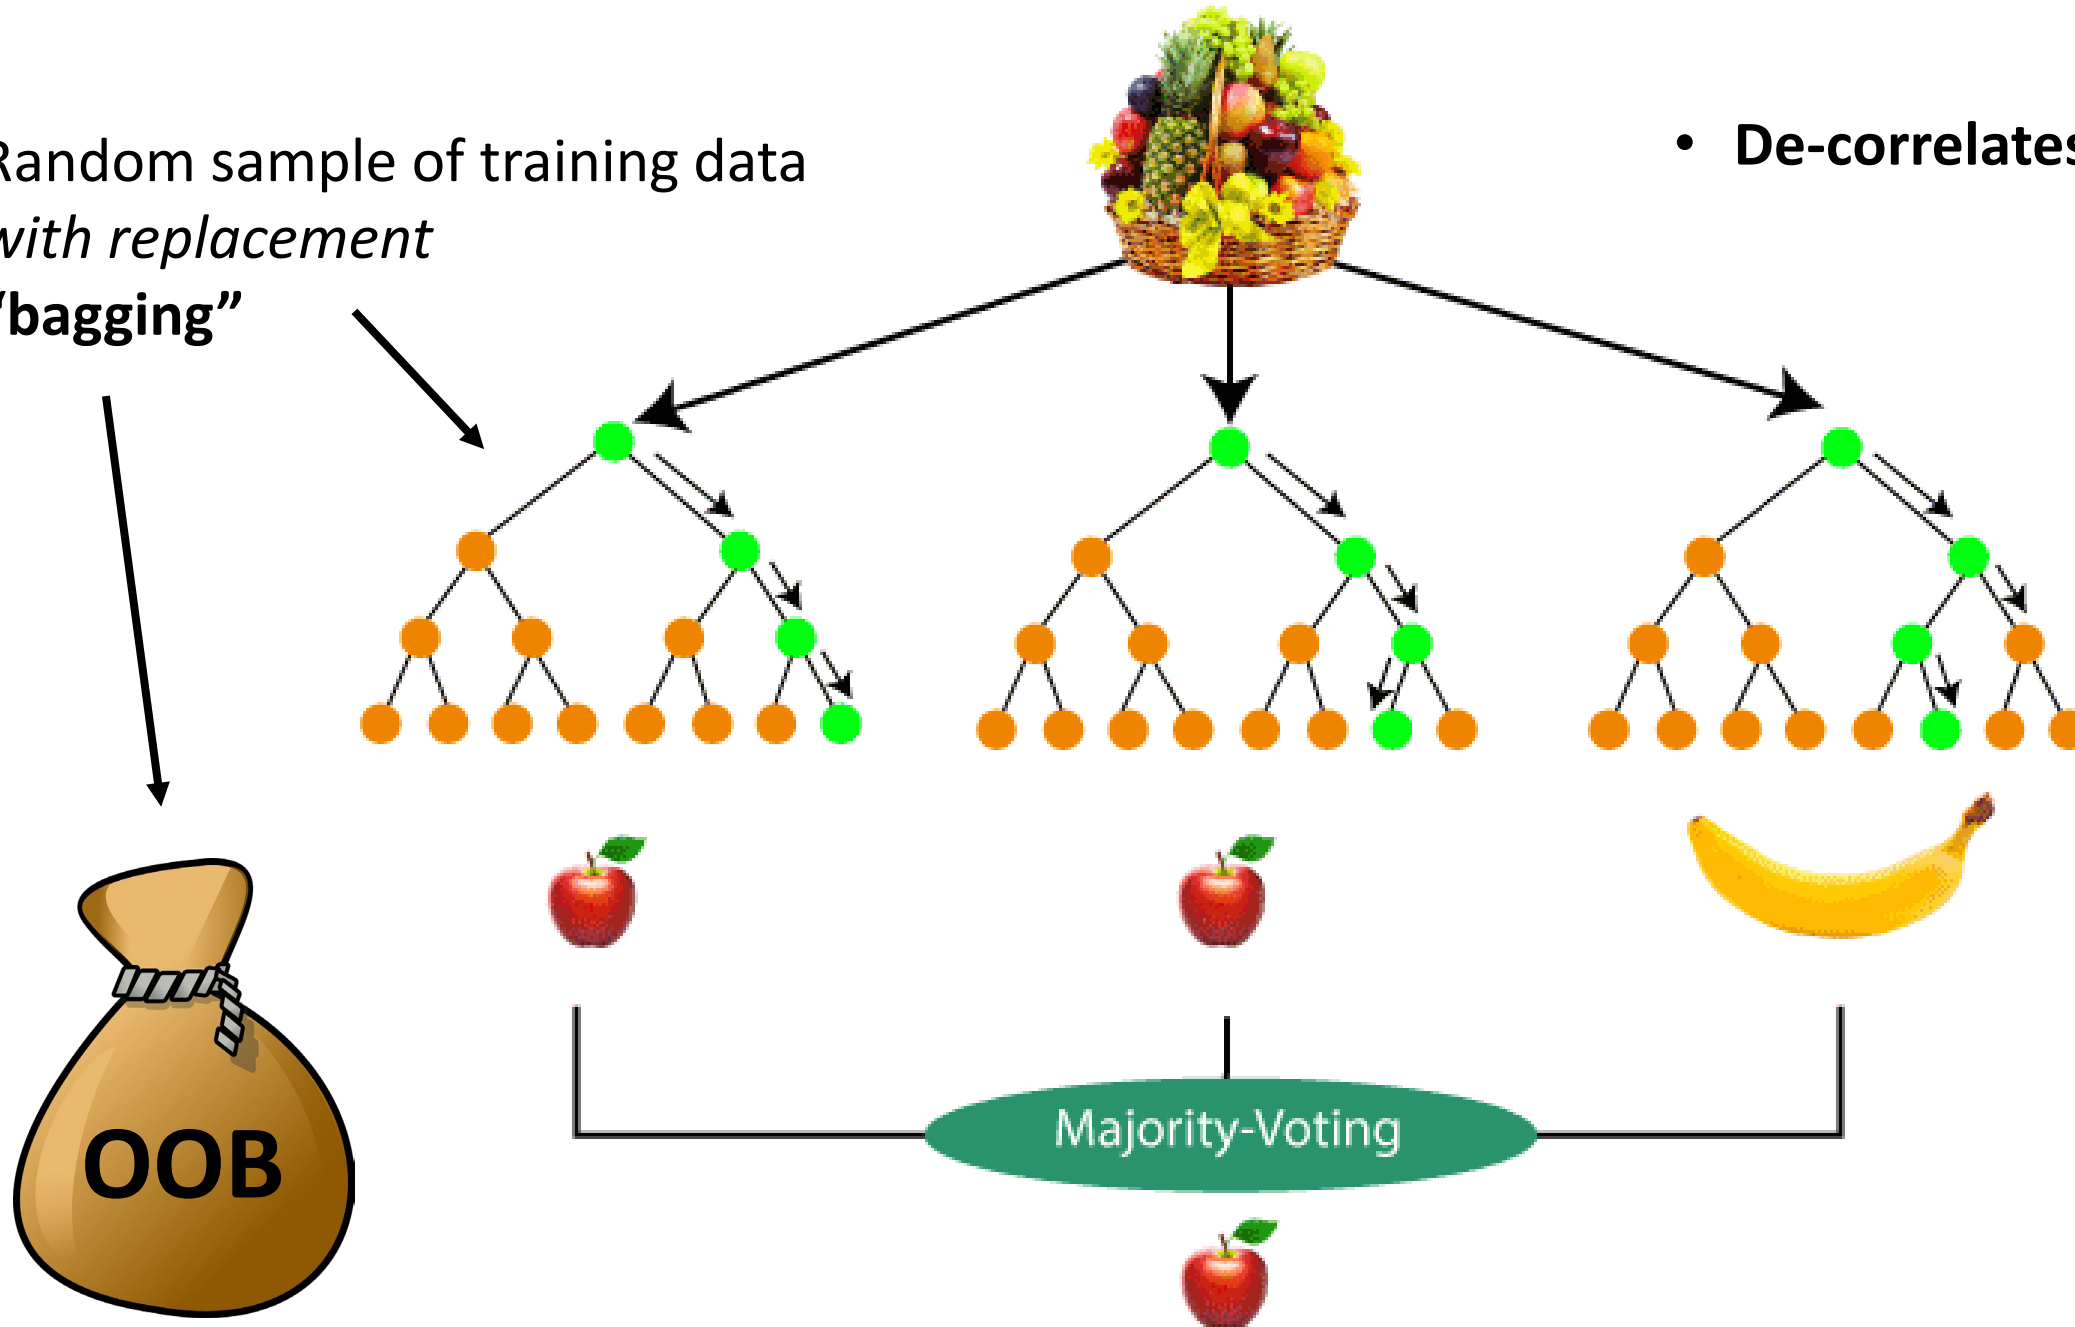 Random sample of training data
with replacement
“bagging”
• De-correlates
OOB
Majority-Voting